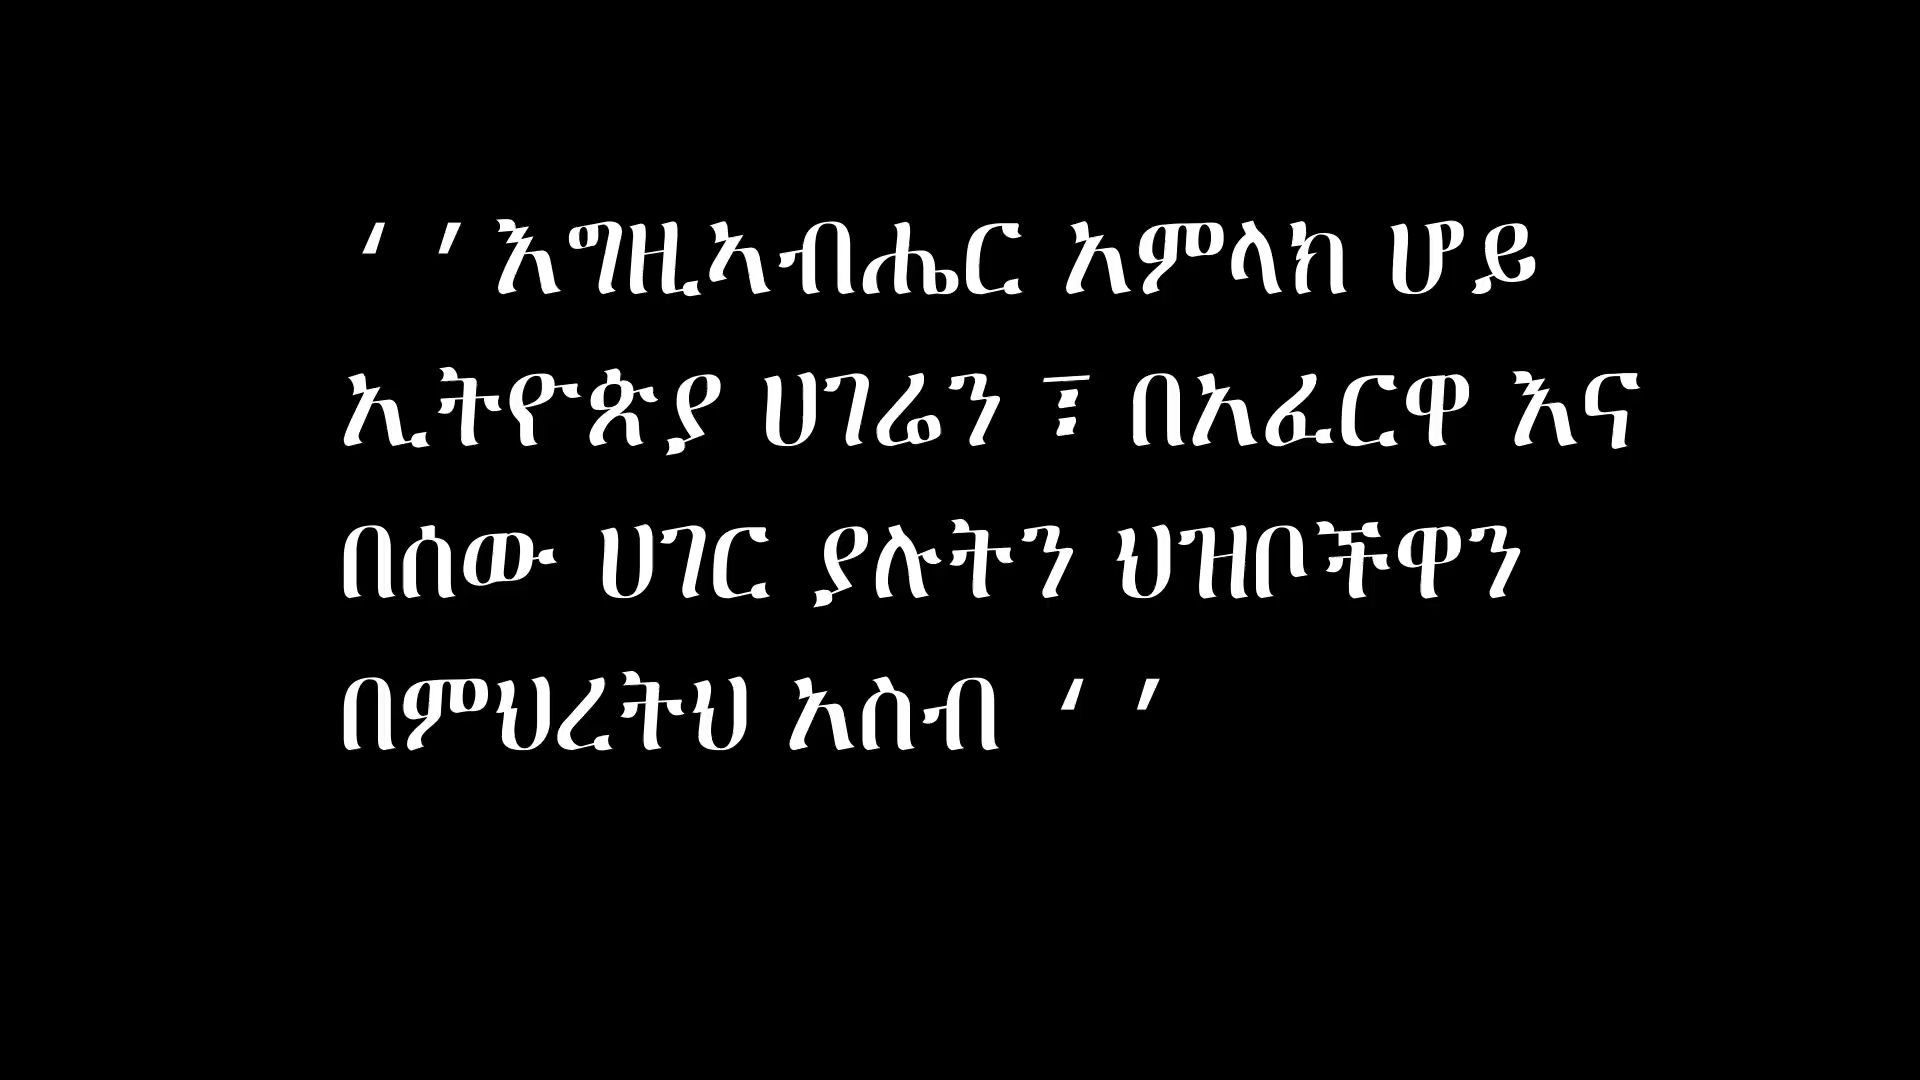 ‘ ’እግዚኣብሔር አምላክ ሆይ
ኢትዮጵያ ሀገሬን ፣ በአፈርዋ እና
በሰው ሀገር ያሉትን ህዝቦችዋን
በምህረትህ አስብ ‘ ’